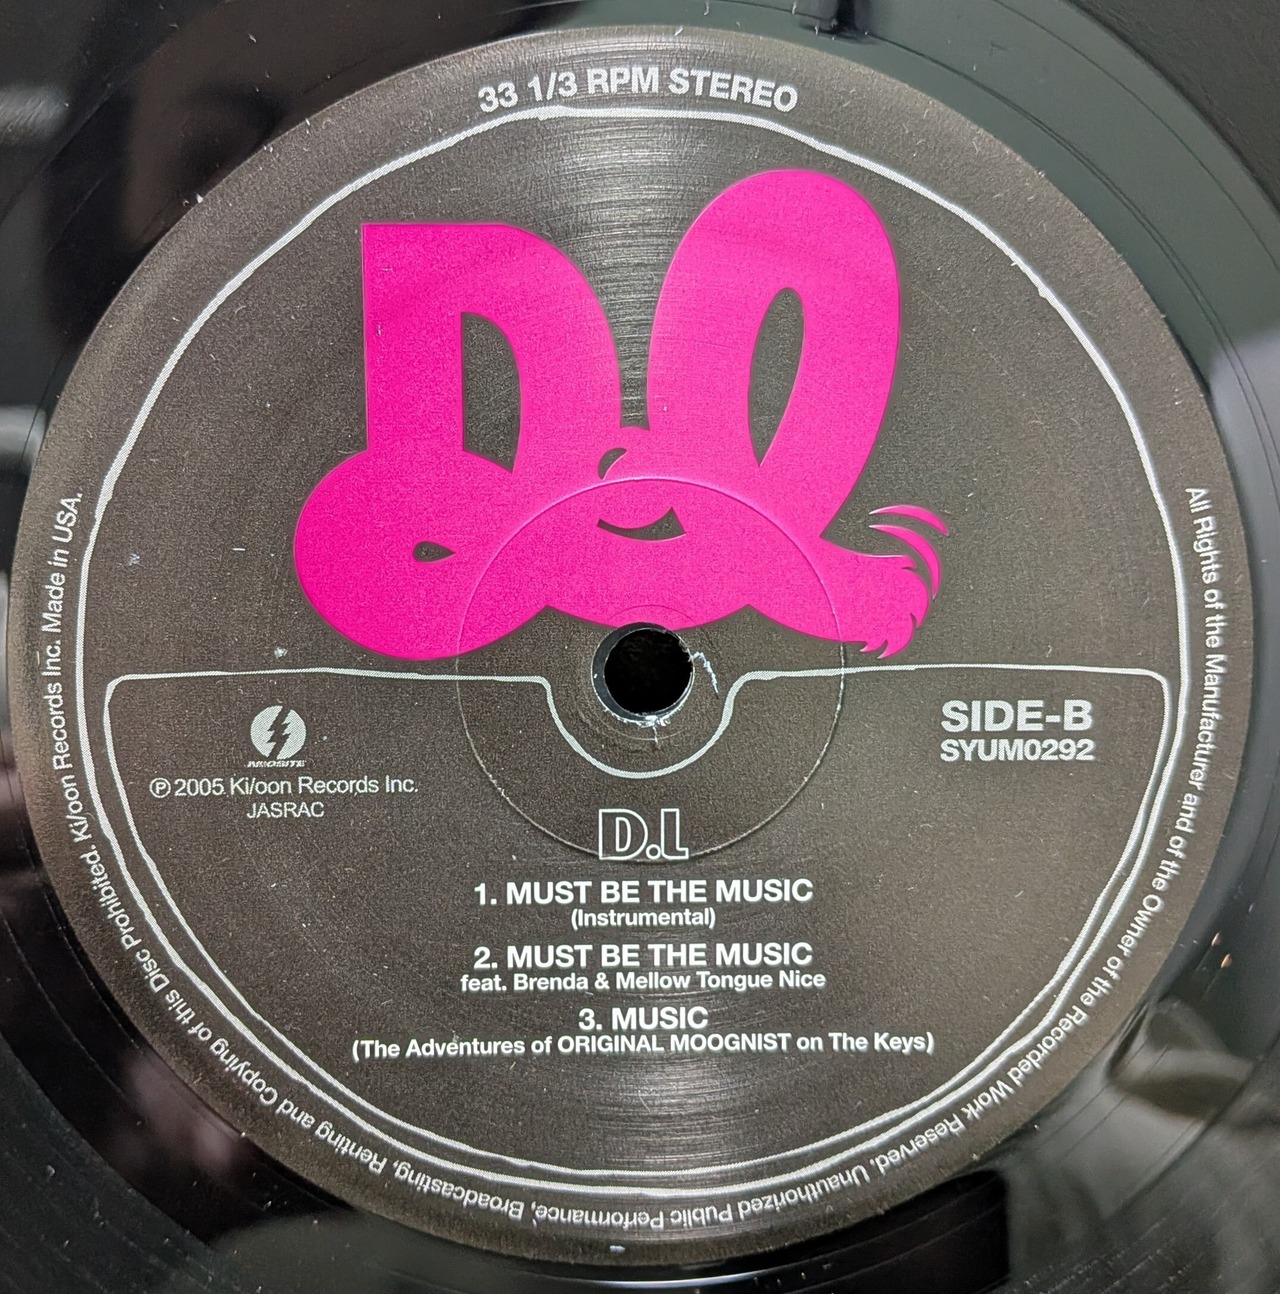 33 1/3 RPM STEREO
D.L
SIDE-B
SYUM0292
℗ 2005 Ki/oon Records Inc.
JASRAC
D.L
1. MUST BE THE MUSIC
(Instrumental)
2. MUST BE THE MUSIC
feat. Brenda & Mellow Tongue Nice
3. MUSIC
(The Adventures of ORIGINAL MOOGNIST on The Keys)
All Rights of the Manufacturer and of the Owner of the Recorded Work Reserved. Unauthorized Public Performance, Broadcasting, Renting and Copying of this Disc Prohibited. Ki/oon Records Inc. Made in USA.